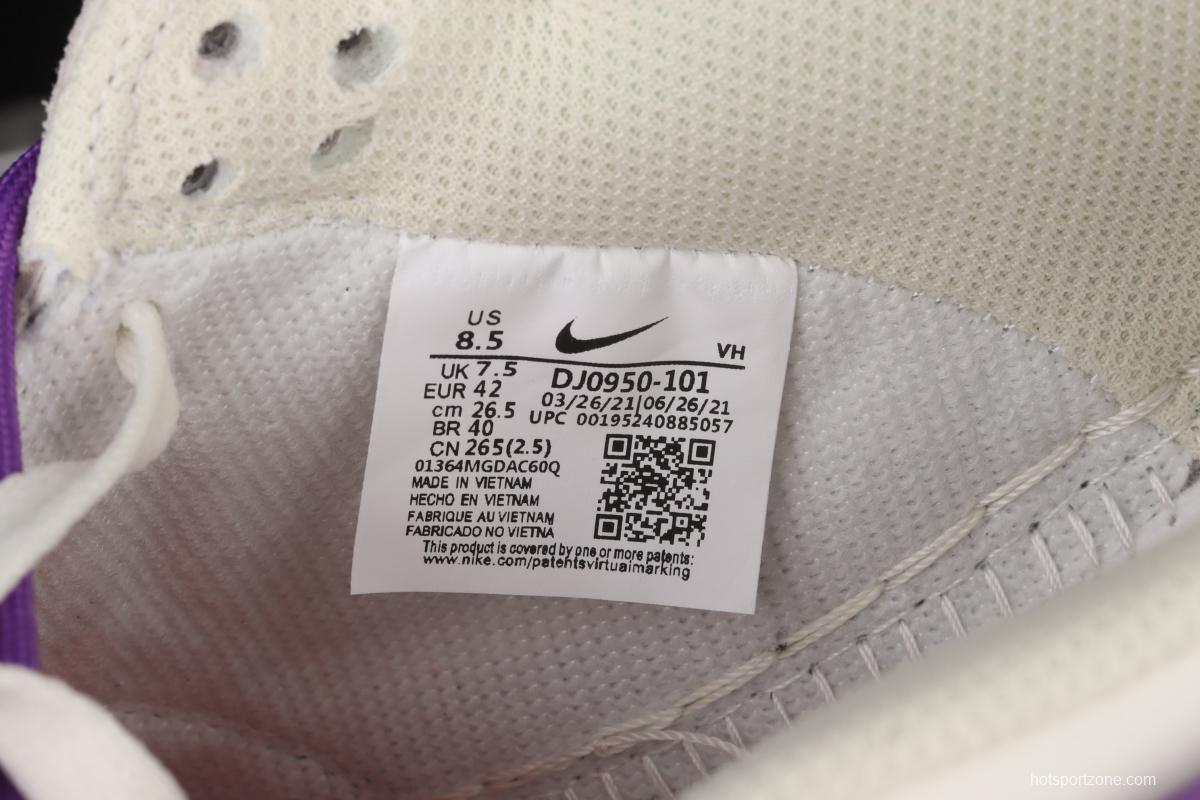 US
8.5
VH
UK 7.5
DJ0950-101
EUR 42
03/26/21|06/26/21
cm 26.5
UPC 00195240885057
BR 40
CN 265(2.5)
01364MGDAC60Q
MADE IN VIETNAM
HECHO EN VIETNAM
FABRIQUE AU VIETNAM
FABRICADO NO VIETNA
This product is covered by one or more patents:
www.nike.com/patehtsvirtuaimarking
hotsportzone.com